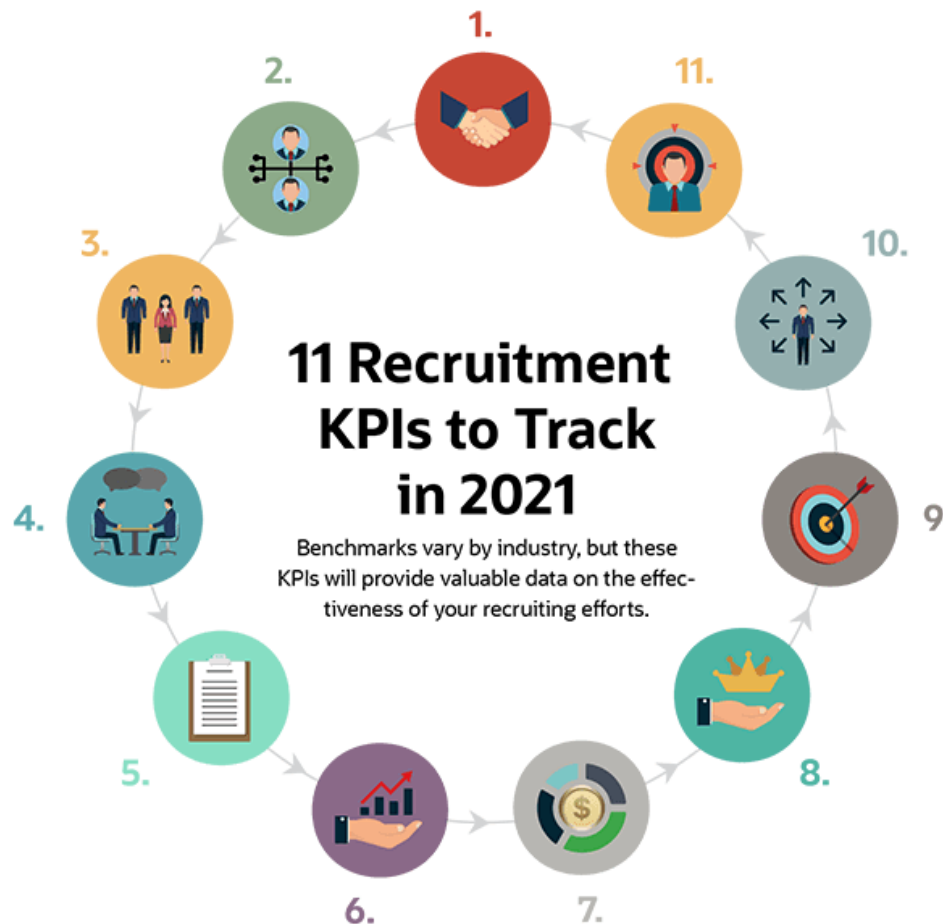 1.
2.
11.
3.
10.
11 Recruitment
KPIs to Track
in 2021
4.
9
Benchmarks vary by industry, but these
KPIs will provide valuable data on the effec-
tiveness of your recruiting efforts.
5.
8.
6.
7.
$